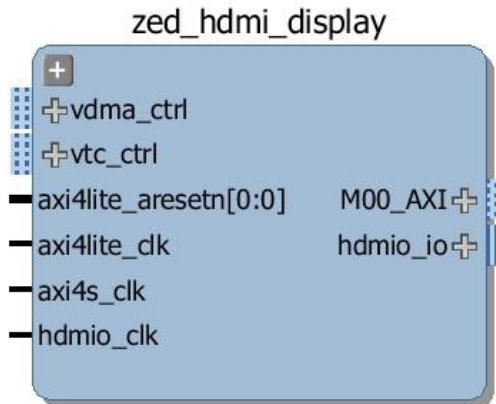 zed_hdmi_display
vdma_ctrl
vtc_ctrl
axi4lite_aresetn[0:0] M00_AXI
axi4lite_clk hdmio_io
axi4s_clk
hdmio_clk